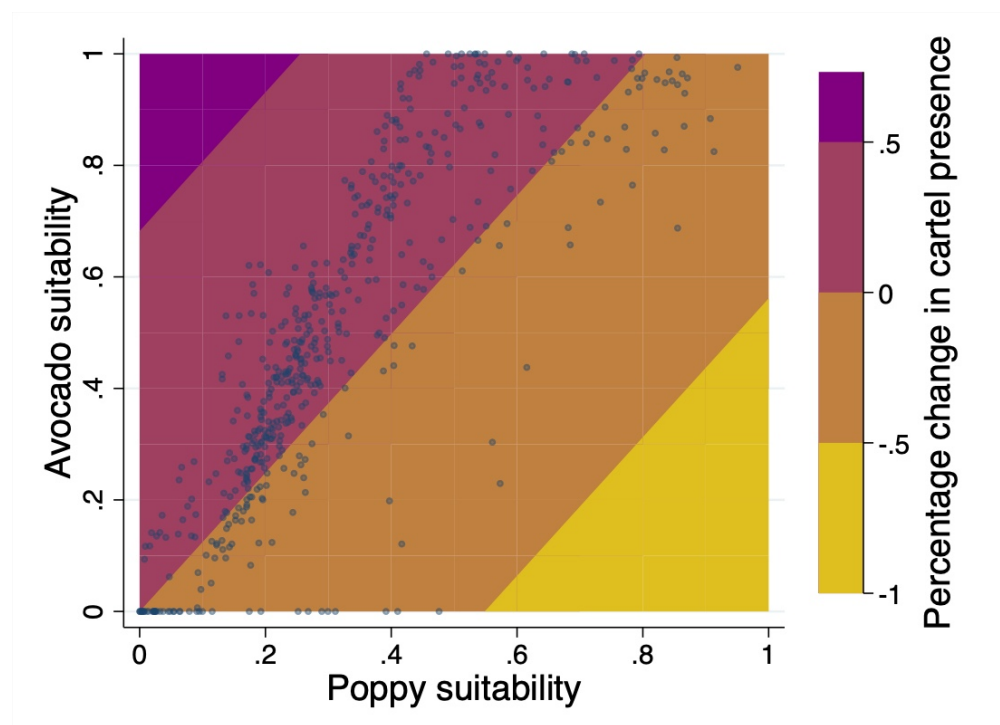 1
.8
.6
.4
.2
0
Avocado suitability
0 .2 .4 .6 .8 1
Poppy suitability
.5
0
-.5
-1
Percentage change in cartel presence